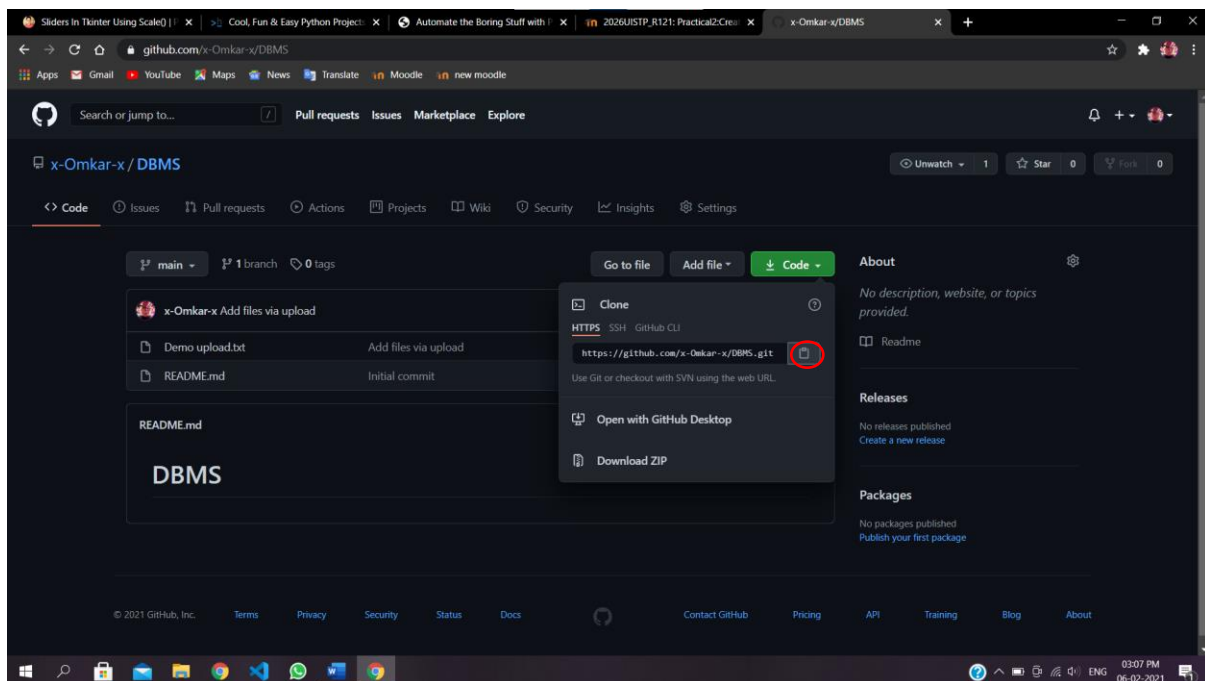 Sliders In Tkinter Using Scale() | P
Cool, Fun & Easy Python Projects
Automate the Boring Stuff with P
2026UISTP_R121: Practical2:Crea
x-Omkar-x/DBMS
github.com/x-Omkar-x/DBMS
Apps Gmail YouTube Maps News Translate Moodle new moodle
Search or jump to... / Pull requests Issues Marketplace Explore
x-Omkar-x / DBMS
Unwatch 1 Star 0 Fork 0
<> Code Issues Pull requests Actions Projects Wiki Security Insights Settings
main 1 branch 0 tags
Go to file Add file Code
x-Omkar-x Add files via upload
Demo upload.txt Add files via upload
README.md Initial commit
Clone
HTTPS SSH GitHub CLI
https://github.com/x-Omkar-x/DBMS.git
Use Git or checkout with SVN using the web URL.
Open with GitHub Desktop
Download ZIP
README.md
DBMS
About
No description, website, or topics
provided.
Readme
Releases
No releases published
Create a new release
Packages
No packages published
Publish your first package
© 2021 GitHub, Inc. Terms Privacy Security Status Docs Contact GitHub Pricing API Training Blog About
ENG
03:07 PM
06-02-2021